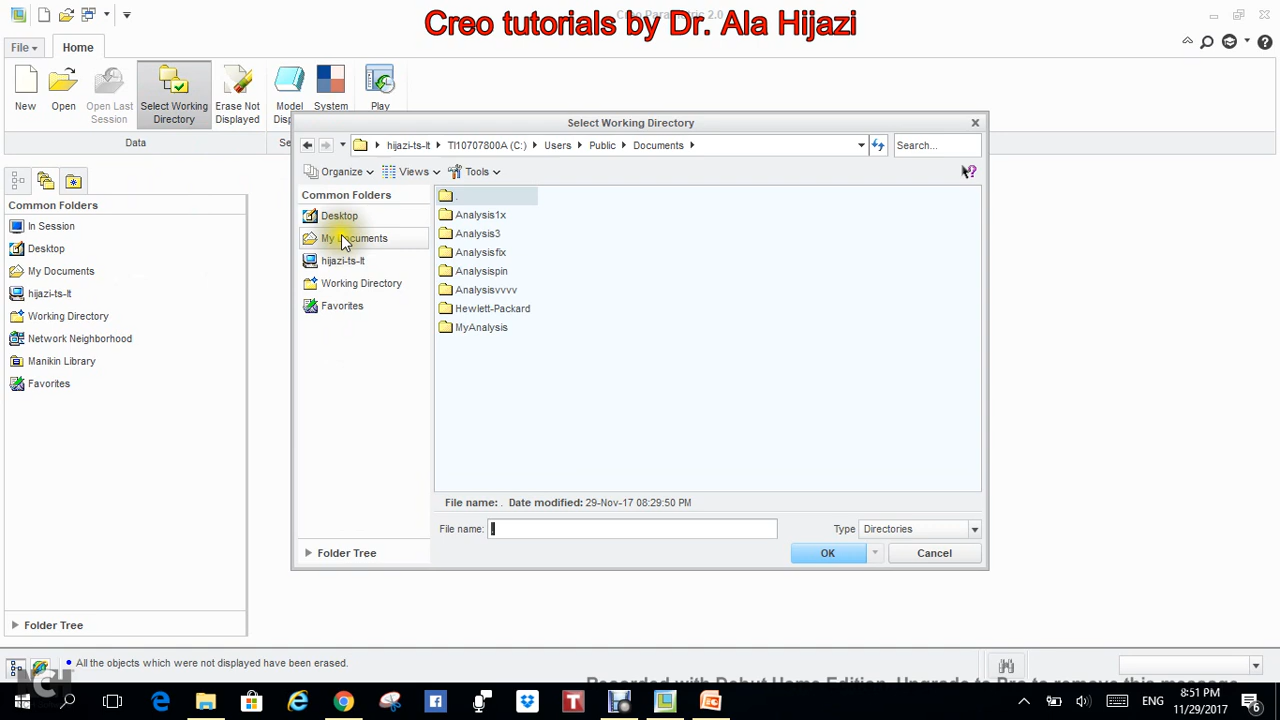 Creo tutorials by Dr. Ala Hijazi
File
Home
New
Open
Open Last Session
Select Working Directory
Erase Not Displayed
Model
System
Play
Data
Select Working Directory
hijazi-ts-lt
TI10707800A (C:)
Users
Public
Documents
Search...
Organize
Views
Tools
Common Folders
Desktop
My Documents
hijazi-ts-lt
Working Directory
Favorites
Folder Tree
.
Analysis1x
Analysis3
Analysisfix
Analysispin
Analysisvvvv
Hewlett-Packard
MyAnalysis
File name: . Date modified: 29-Nov-17 08:29:50 PM
File name:
.
Type
Directories
OK
Cancel
Common Folders
In Session
Desktop
My Documents
hijazi-ts-lt
Working Directory
Network Neighborhood
Manikin Library
Favorites
Folder Tree
All the objects which were not displayed have been erased.
NCH
ENG
8:51 PM
11/29/2017
6